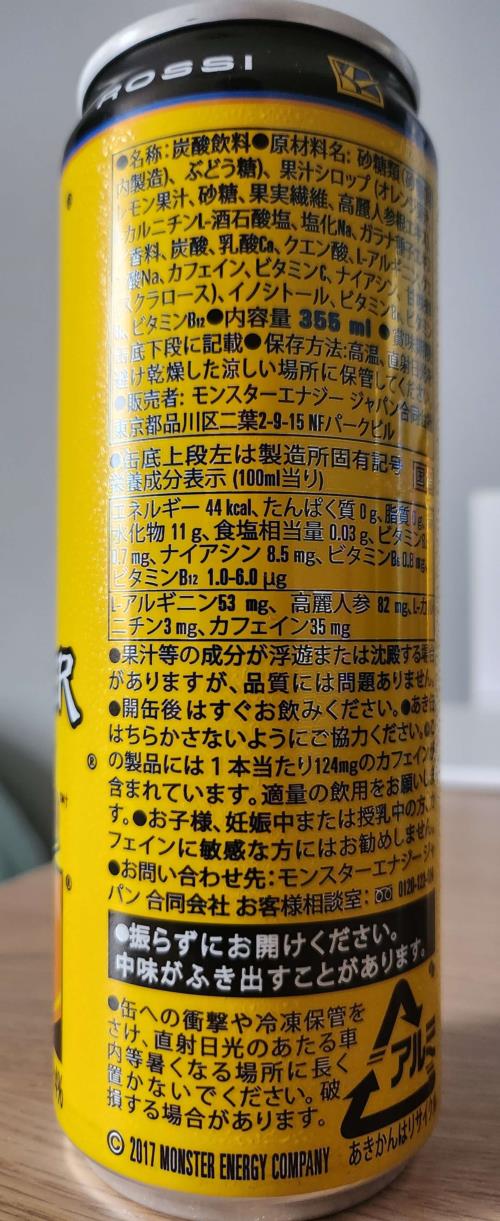 ROSSI
●名称:炭酸飲料●原材料名:砂糖類
内製造)、ぶどう糖)、果汁シロップ(オレン
レモン果汁、砂糖、果実繊維、高麗人参
カルニチンL-酒石酸塩、塩化Na、ガラナ
香料、炭酸、乳酸Ca、クエン酸、L-アルギニン、
酸Na、カフェイン、ビタミンC、ナイアシン、
スクラロース)、イノシトール、ビタミン
ビタミンB₁₂●内容量 355 ml ●
缶底下段に記載●保存方法:高温、直射
避け乾燥した涼しい場所に保管してくだ
●販売者: モンスターエナジー ジャパン合同
東京都品川区二葉2-9-15 NFパークビル
●缶底上段左は製造所固有記号
栄養成分表示 (100ml当り)
エネルギー 44 kcal、たんぱく質 0 g、脂質 0 g、
水化物 11 g、食塩相当量 0.03 g、ビタミン
0.7 mg、ナイアシン 8.5 mg、ビタミンB₆ 0.8 mg、
ビタミンB₁₂ 1.0-6.0 μg
L-アルギニン53 mg、高麗人参 82 mg、L-カ
ニチン3 mg、カフェイン35 mg
●果汁等の成分が浮遊または沈殿する場合
がありますが、品質には問題ありません。
●開缶後はすぐお飲みください。●あき缶
はちらかさないようにご協力ください。●
の製品には1本当たり124mgのカフェインが
含まれています。適量の飲用をお願いしま
す。●お子様、妊娠中または授乳中の方、
フェインに敏感な方にはお勧めしません。
●お問い合わせ先:モンスターエナジー ジャ
パン 合同会社 お客様相談室:
●振らずにお開けください。
中味がふき出すことがあります。
●缶への衝撃や冷凍保管を
さけ、直射日光のあたる車
内等暑くなる場所に長く
置かないでください。破
損する場合があります。
アルミ
あきかんはリサイクル
© 2017 MONSTER ENERGY COMPANY